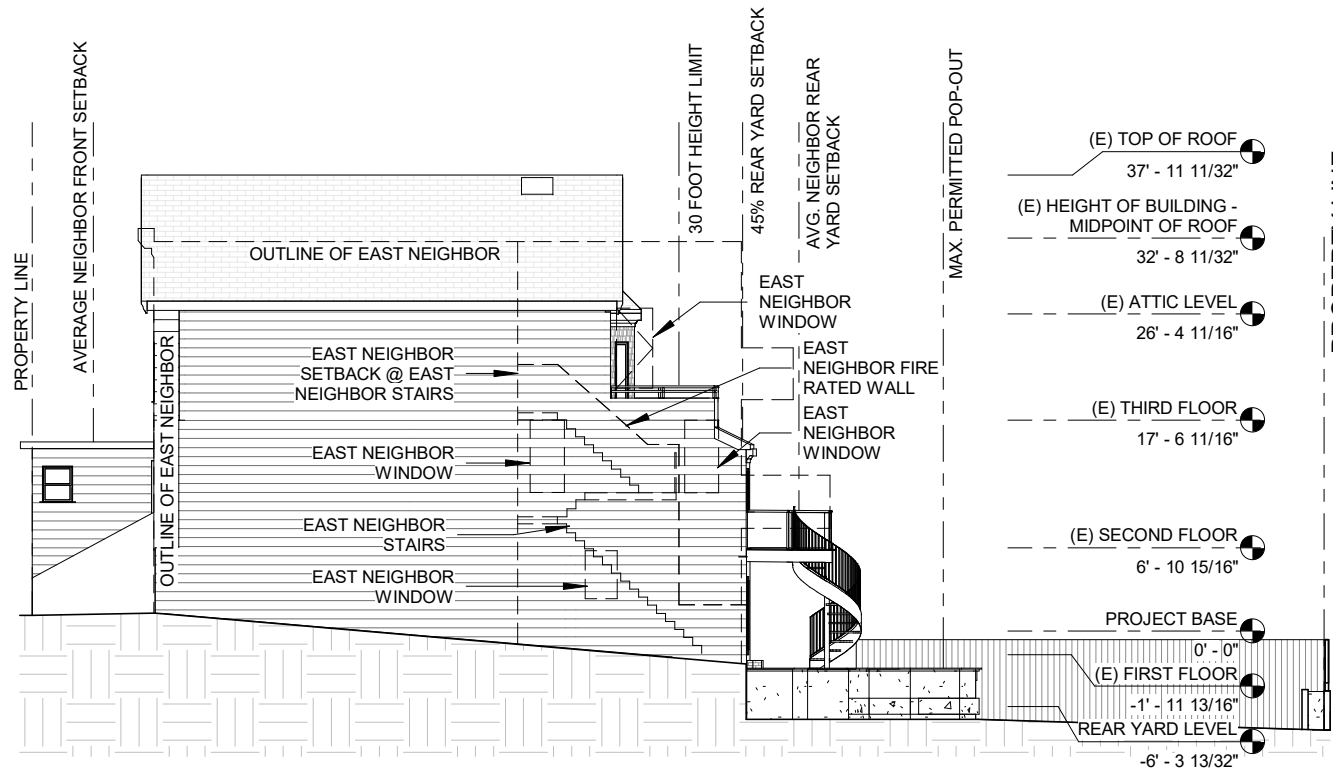 PROPERTY LINE
AVERAGE NEIGHBOR FRONT SETBACK
30 FOOT HEIGHT LIMIT
45% REAR YARD SETBACK
AVG. NEIGHBOR REAR
YARD SETBACK
MAX. PERMITTED POP-OUT
(E) TOP OF ROOF
37' - 11 11/32"
(E) HEIGHT OF BUILDING -
MIDPOINT OF ROOF
32' - 8 11/32"
(E) ATTIC LEVEL
26' - 4 11/16"
(E) THIRD FLOOR
17' - 6 11/16"
(E) SECOND FLOOR
6' - 10 15/16"
PROJECT BASE
0' - 0"
(E) FIRST FLOOR
-1' - 11 13/16"
REAR YARD LEVEL
-6' - 3 13/32"
OUTLINE OF EAST NEIGHBOR
OUTLINE OF EAST NEIGHBOR
EAST
NEIGHBOR
WINDOW
EAST NEIGHBOR
SETBACK @ EAST
NEIGHBOR STAIRS
EAST
NEIGHBOR FIRE
RATED WALL
EAST
NEIGHBOR
WINDOW
EAST NEIGHBOR
WINDOW
EAST NEIGHBOR
STAIRS
EAST NEIGHBOR
WINDOW